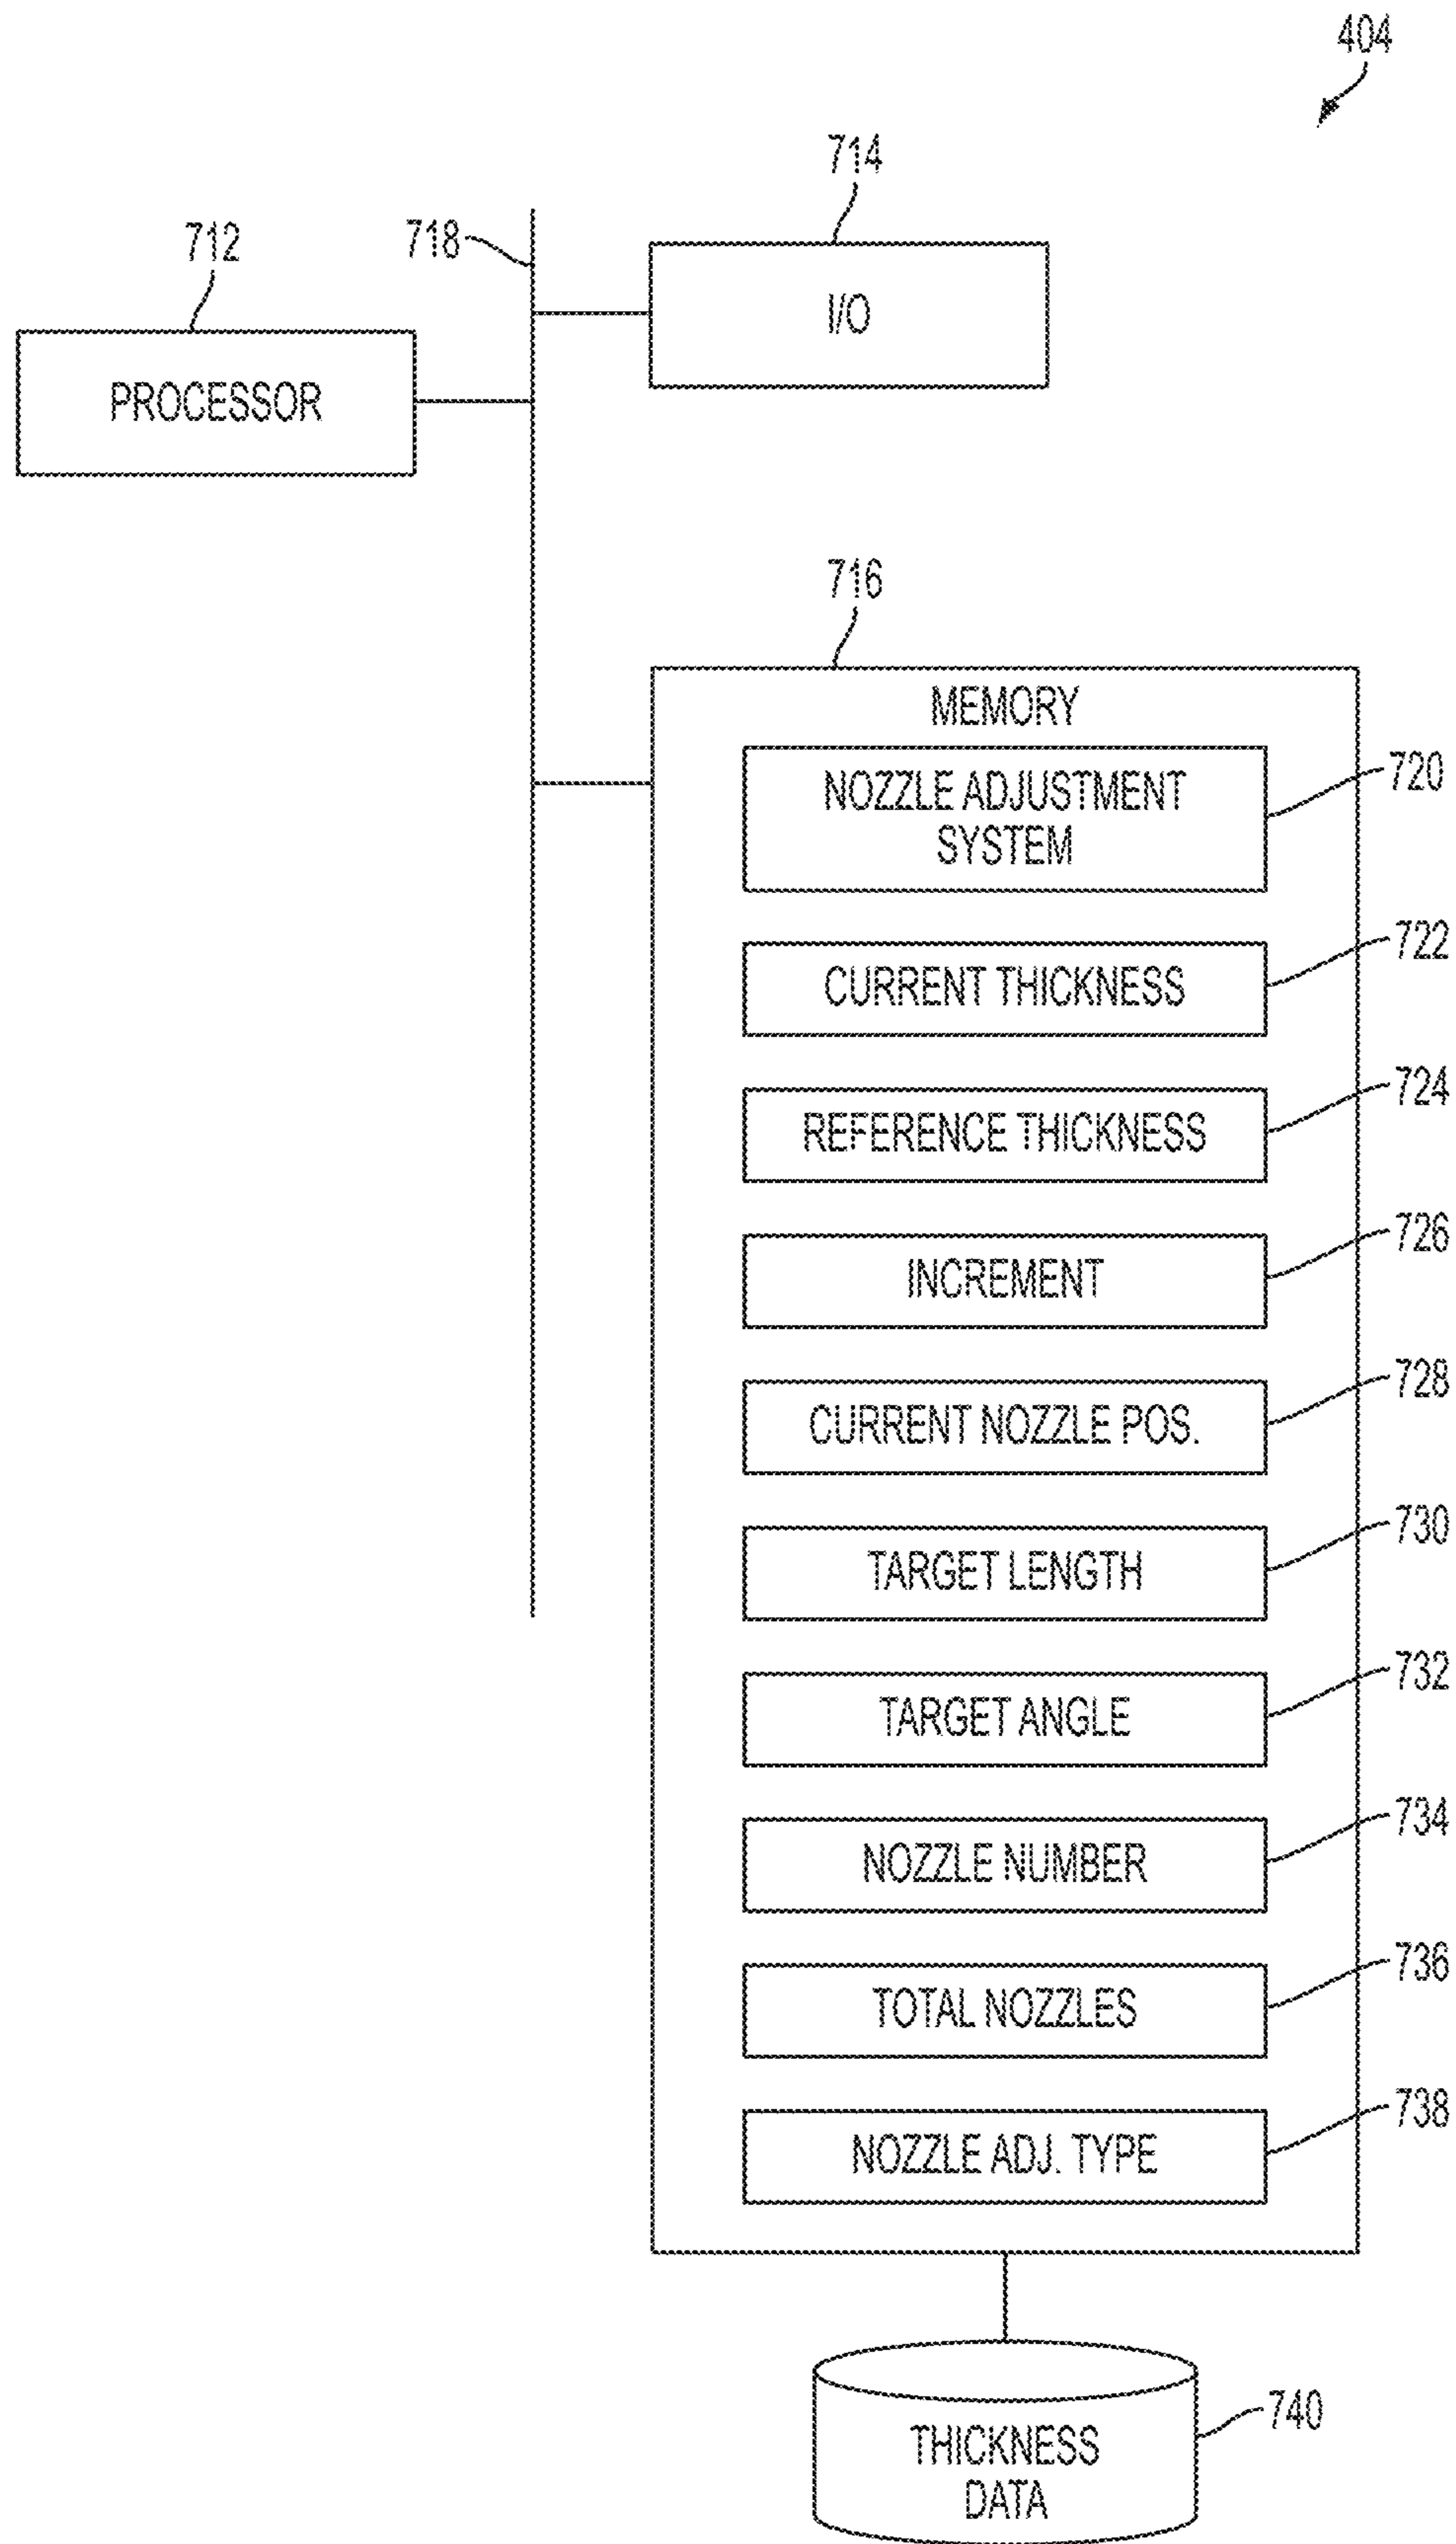 404
714
718
712
I/O
PROCESSOR
716
MEMORY
NOZZLE ADJUSTMENT
SYSTEM
720
CURRENT THICKNESS
722
REFERENCE THICKNESS
724
INCREMENT
726
CURRENT NOZZLE POS.
728
TARGET LENGTH
730
TARGET ANGLE
732
NOZZLE NUMBER
734
TOTAL NOZZLES
736
NOZZLE ADJ. TYPE
738
THICKNESS
DATA
740